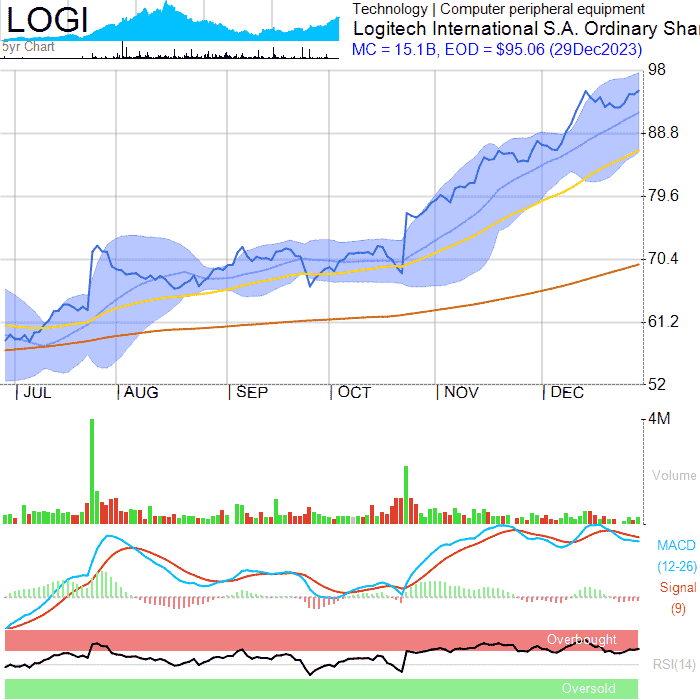 LOGI
5yr Chart
Technology | Computer peripheral equipment
Logitech International S.A. Ordinary Shar
MC = 15.1B, EOD = $95.06 (29Dec2023)
98
88.8
79.6
70.4
61.2
52
JUL AUG SEP OCT NOV DEC
4M
Volume
MACD
(12-26)
Signal
(9)
Overbought
RSI(14)
Oversold